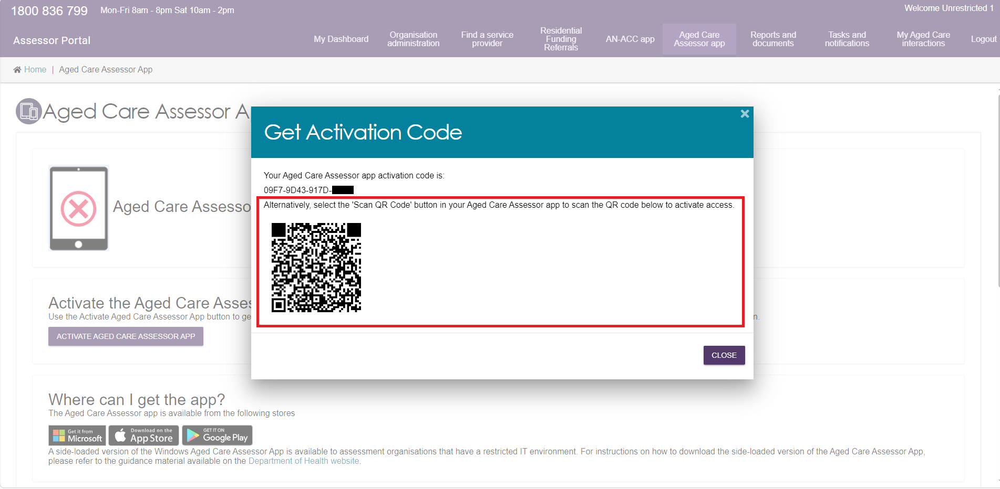 1800 836 799 Mon-Fri 8am - 8pm Sat 10am - 2pm
Welcome Unrestricted 1
Assessor Portal
My Dashboard
Organisation
administration
Find a service
provider
Residential
Funding
Referrals
AN-ACC app
Aged Care
Assessor app
Reports and
documents
Tasks and
notifications
My Aged Care
interactions
Logout
Home | Aged Care Assessor App
Aged Care Assessor A
Get Activation Code
Your Aged Care Assessor app activation code is:
09F7-9D43-917D-
Alternatively, select the 'Scan QR Code' button in your Aged Care Assessor app to scan the QR code below to activate access.
CLOSE
Aged Care Assesso
Activate the Aged Care Asses
Use the Activate Aged Care Assessor App button to ge
n.
ACTIVATE AGED CARE ASSESSOR APP
Where can I get the app?
The Aged Care Assessor app is available from the following stores
Get it from
Microsoft
Download on the
App Store
GET IT ON
Google Play
A side-loaded version of the Windows Aged Care Assessor App is available to assessment organisations that have a restricted IT environment. For instructions on how to download the side-loaded version of the Aged Care Assessor App,
please refer to the guidance material available on the Department of Health website.